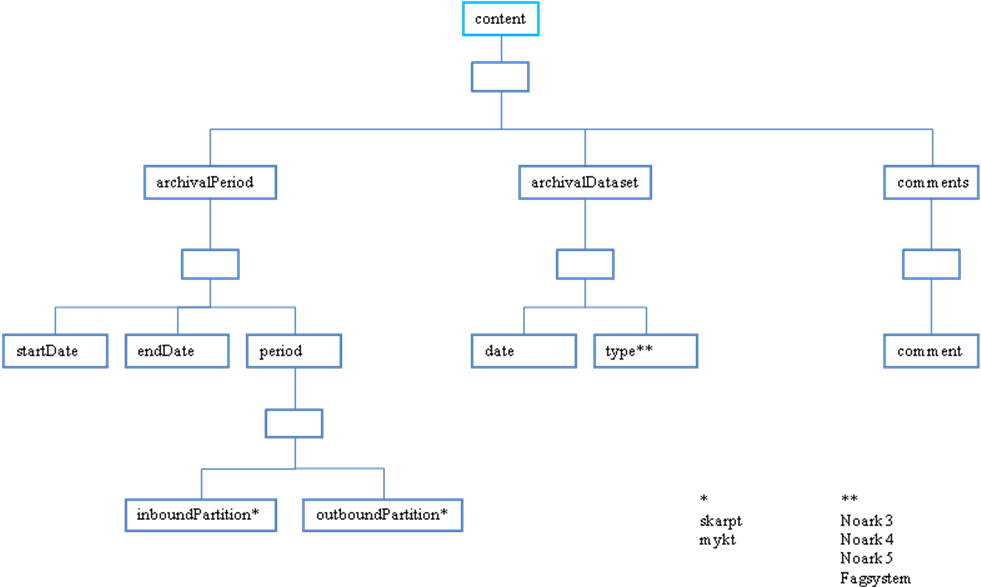 content
archivalPeriod
archivalDataset
comments
startDate
endDate
period
date
type**
comment
inboundPartition*
outboundPartition*
*
skarpt
mykt
**
Noark 3
Noark 4
Noark 5
Fagsystem